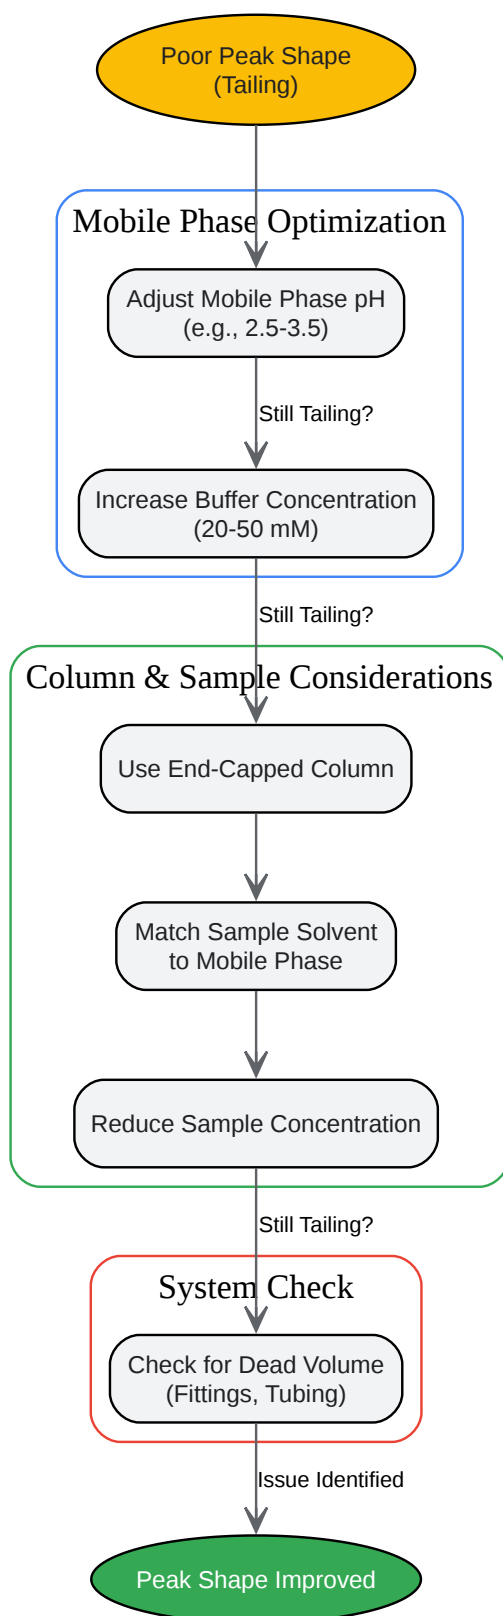 Poor Peak Shape
(Tailing)
Mobile Phase Optimization
Adjust Mobile Phase pH
(e.g., 2.5-3.5)
Still Tailing?
Increase Buffer Concentration
(20-50 mM)
Still Tailing?
Column & Sample Considerations
Use End-Capped Column
Match Sample Solvent
to Mobile Phase
Reduce Sample Concentration
Still Tailing?
System Check
Check for Dead Volume
(Fittings, Tubing)
Issue Identified
Peak Shape Improved